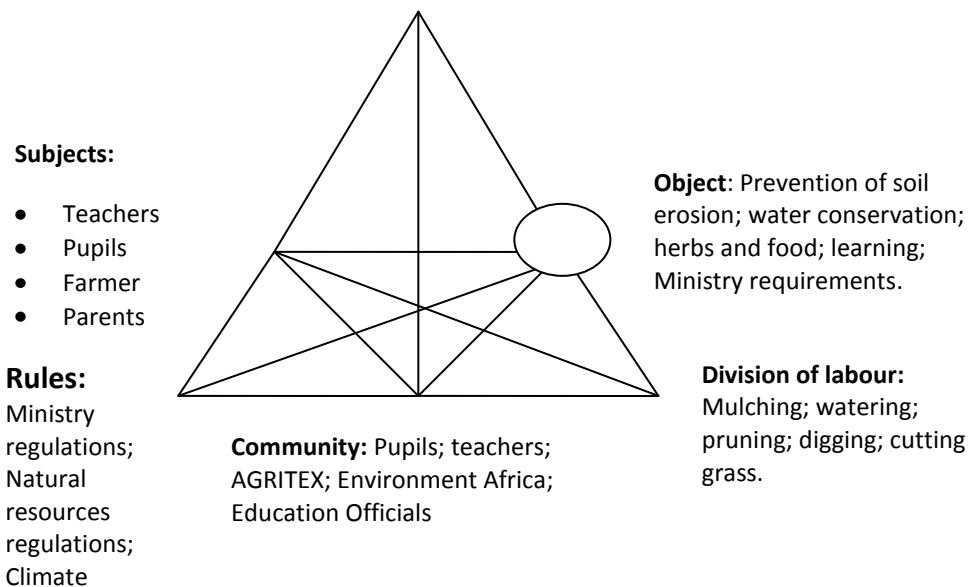 Subjects:
• Teachers
• Pupils
• Farmer
• Parents
Object: Prevention of soil
erosion; water conservation;
herbs and food; learning;
Ministry requirements.
Rules:
Ministry
regulations;
Natural
resources
regulations;
Climate
Community: Pupils; teachers;
AGRITEX; Environment Africa;
Education Officials
Division of labour:
Mulching; watering;
pruning; digging; cutting
grass.